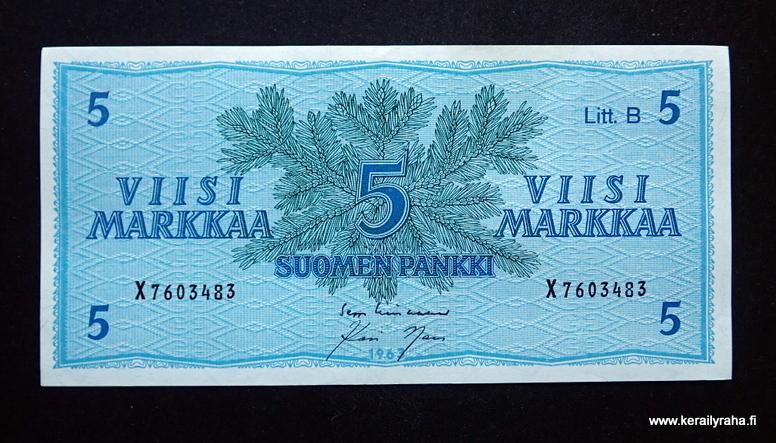 5
Litt. B 5
VIISI MARKKAA
5
VIISI MARKKAA
SUOMEN PANKKI
X7603483
X7603483
5
5
www.kerailyraha.fi